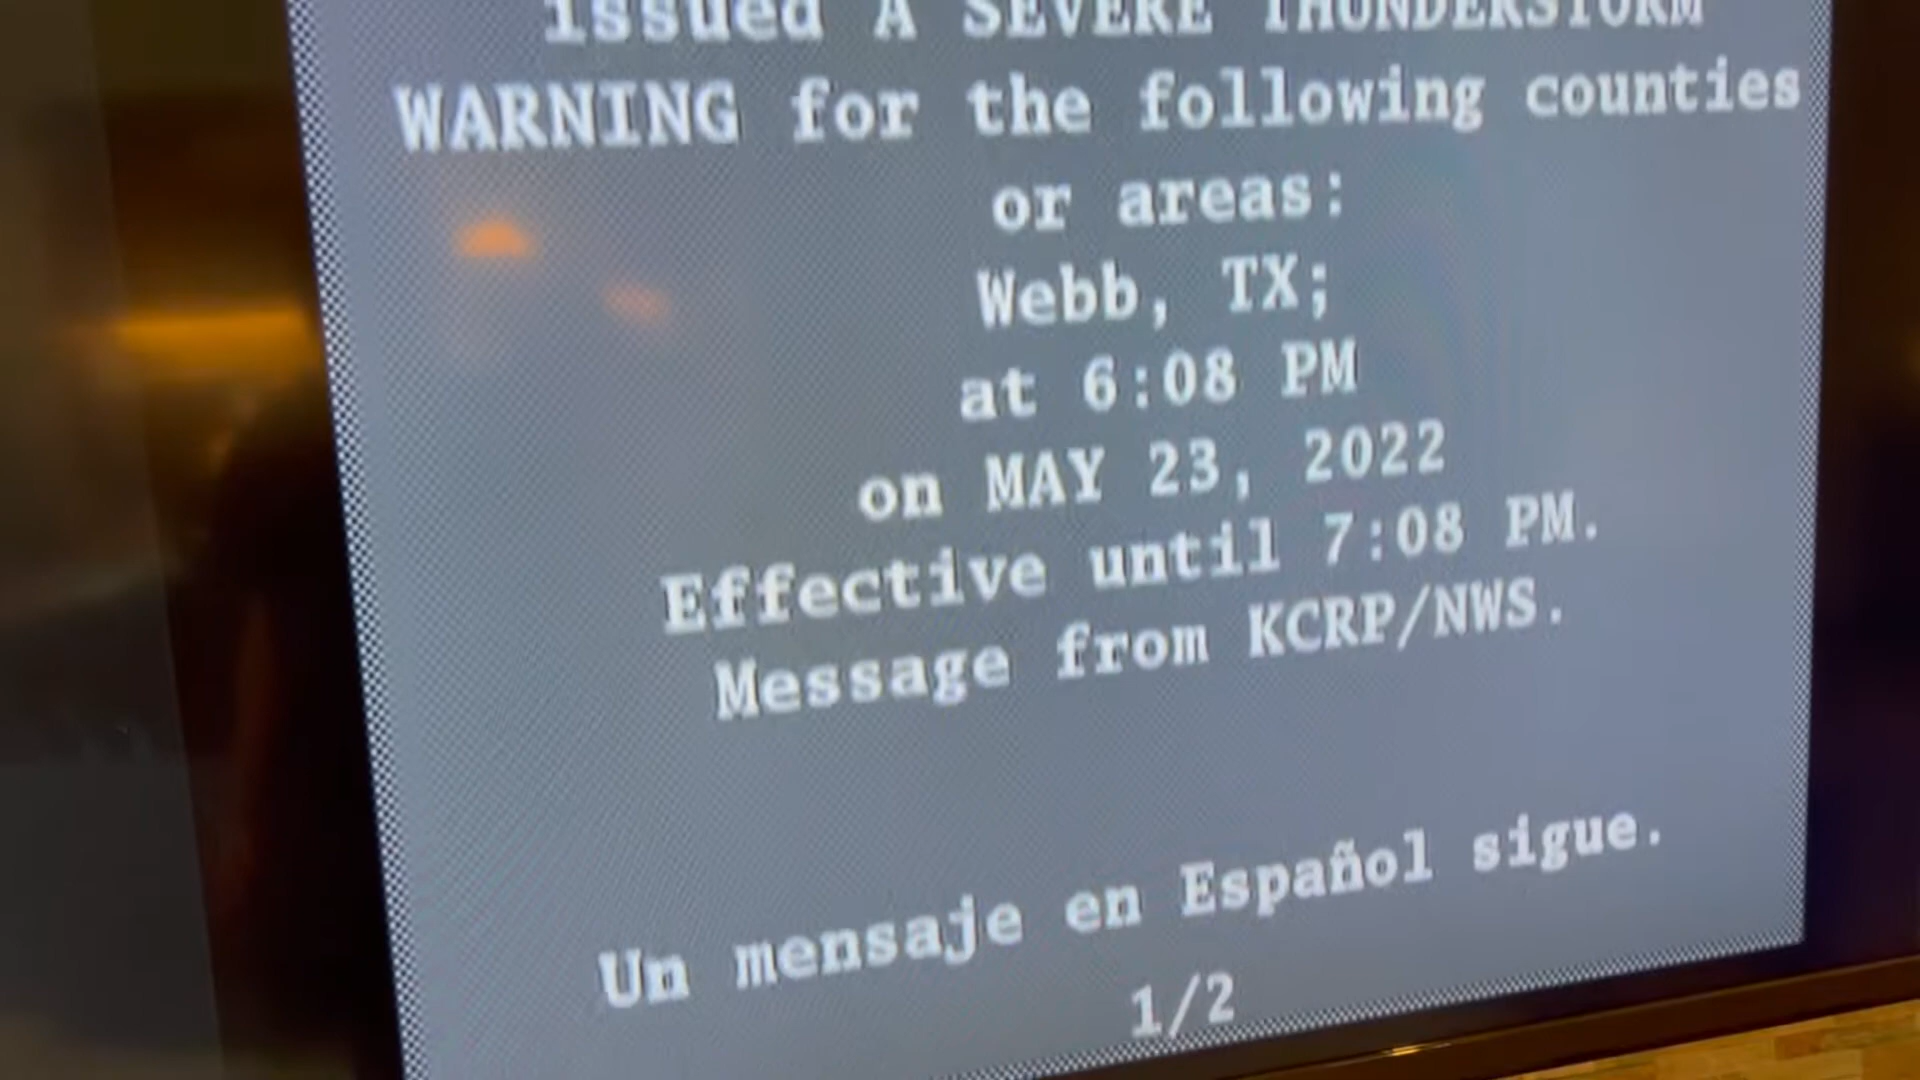 issued A SEVERE THUNDERSTORM
WARNING for the following counties
or areas:
Webb, TX;
at 6:08 PM
on MAY 23, 2022
Effective until 7:08 PM.
Message from KCRP/NWS.
Un mensaje en Español sigue.
1/2